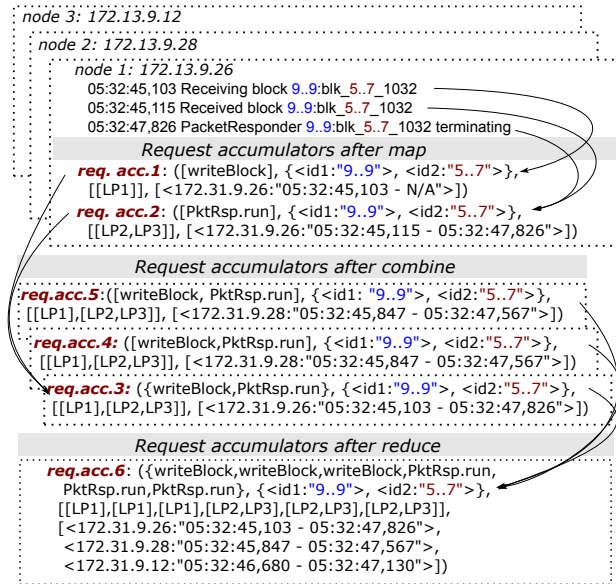 node 3: 172.13.9.12
node 2: 172.13.9.28
node 1: 172.13.9.26
05:32:45,103 Receiving block 9..9:blk_5..7_1032
05:32:45,115 Received block 9..9:blk_5..7_1032
05:32:47,826 PacketResponder 9..9:blk_5..7_1032 terminating
Request accumulators after map
req. acc.1: ([writeBlock], {<id1:"9..9">, <id2:"5..7">},
[[LP1]], [<172.31.9.26:"05:32:45,103 - N/A">])
req. acc.2: ([PktRsp.run], {<id1:"9..9">, <id2:"5..7">},
[[LP2,LP3]], [<172.31.9.26:"05:32:45,115 - 05:32:47,826">])
Request accumulators after combine
req.acc.5:([writeBlock, PktRsp.run], {<id1: "9..9">, <id2:"5..7">},
[[LP1],[LP2,LP3]], [<172.31.9.28:"05:32:45,847 - 05:32:47,567">])
req.acc.4: ([writeBlock,PktRsp.run], {<id1:"9..9">, <id2:"5..7">},
[[LP1],[LP2,LP3]], [<172.31.9.28:"05:32:45,847 - 05:32:47,567">])
req.acc.3: ({writeBlock,PktRsp.run}, {<id1:"9..9">, <id2:"5..7">},
[[LP1],[LP2,LP3]], [<172.31.9.26:"05:32:45,103 - 05:32:47,826">])
Request accumulators after reduce
req.acc.6: ({writeBlock,writeBlock,writeBlock,PktRsp.run,
PktRsp.run,PktRsp.run}, {<id1:"9..9">, <id2:"5..7">},
[[LP1],[LP1],[LP1],[LP2,LP3],[LP2,LP3],[LP2,LP3]],
[<172.31.9.26:"05:32:45,103 - 05:32:47,826">,
<172.31.9.28:"05:32:45,847 - 05:32:47,567">,
<172.31.9.12:"05:32:46,680 - 05:32:47,130">])